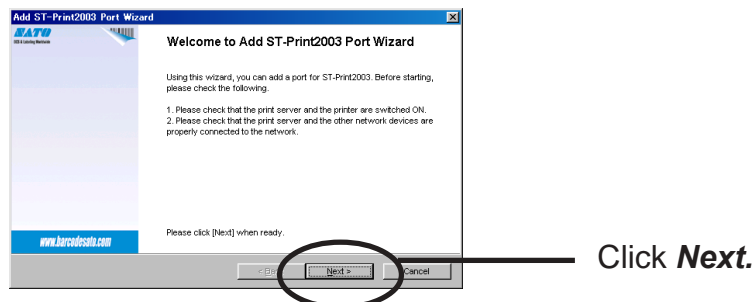 Add ST-Print2003 Port Wizard
SATO
Welcome to Add ST-Print2003 Port Wizard
Using this wizard, you can add a port for ST-Print2003. Before starting,
please check the following.
1. Please check that the print server and the printer are switched ON.
2. Please check that the print server and the other network devices are
properly connected to the network.
Please click [Next] when ready.
www.barcodesato.com
Next >
Cancel
Click Next.